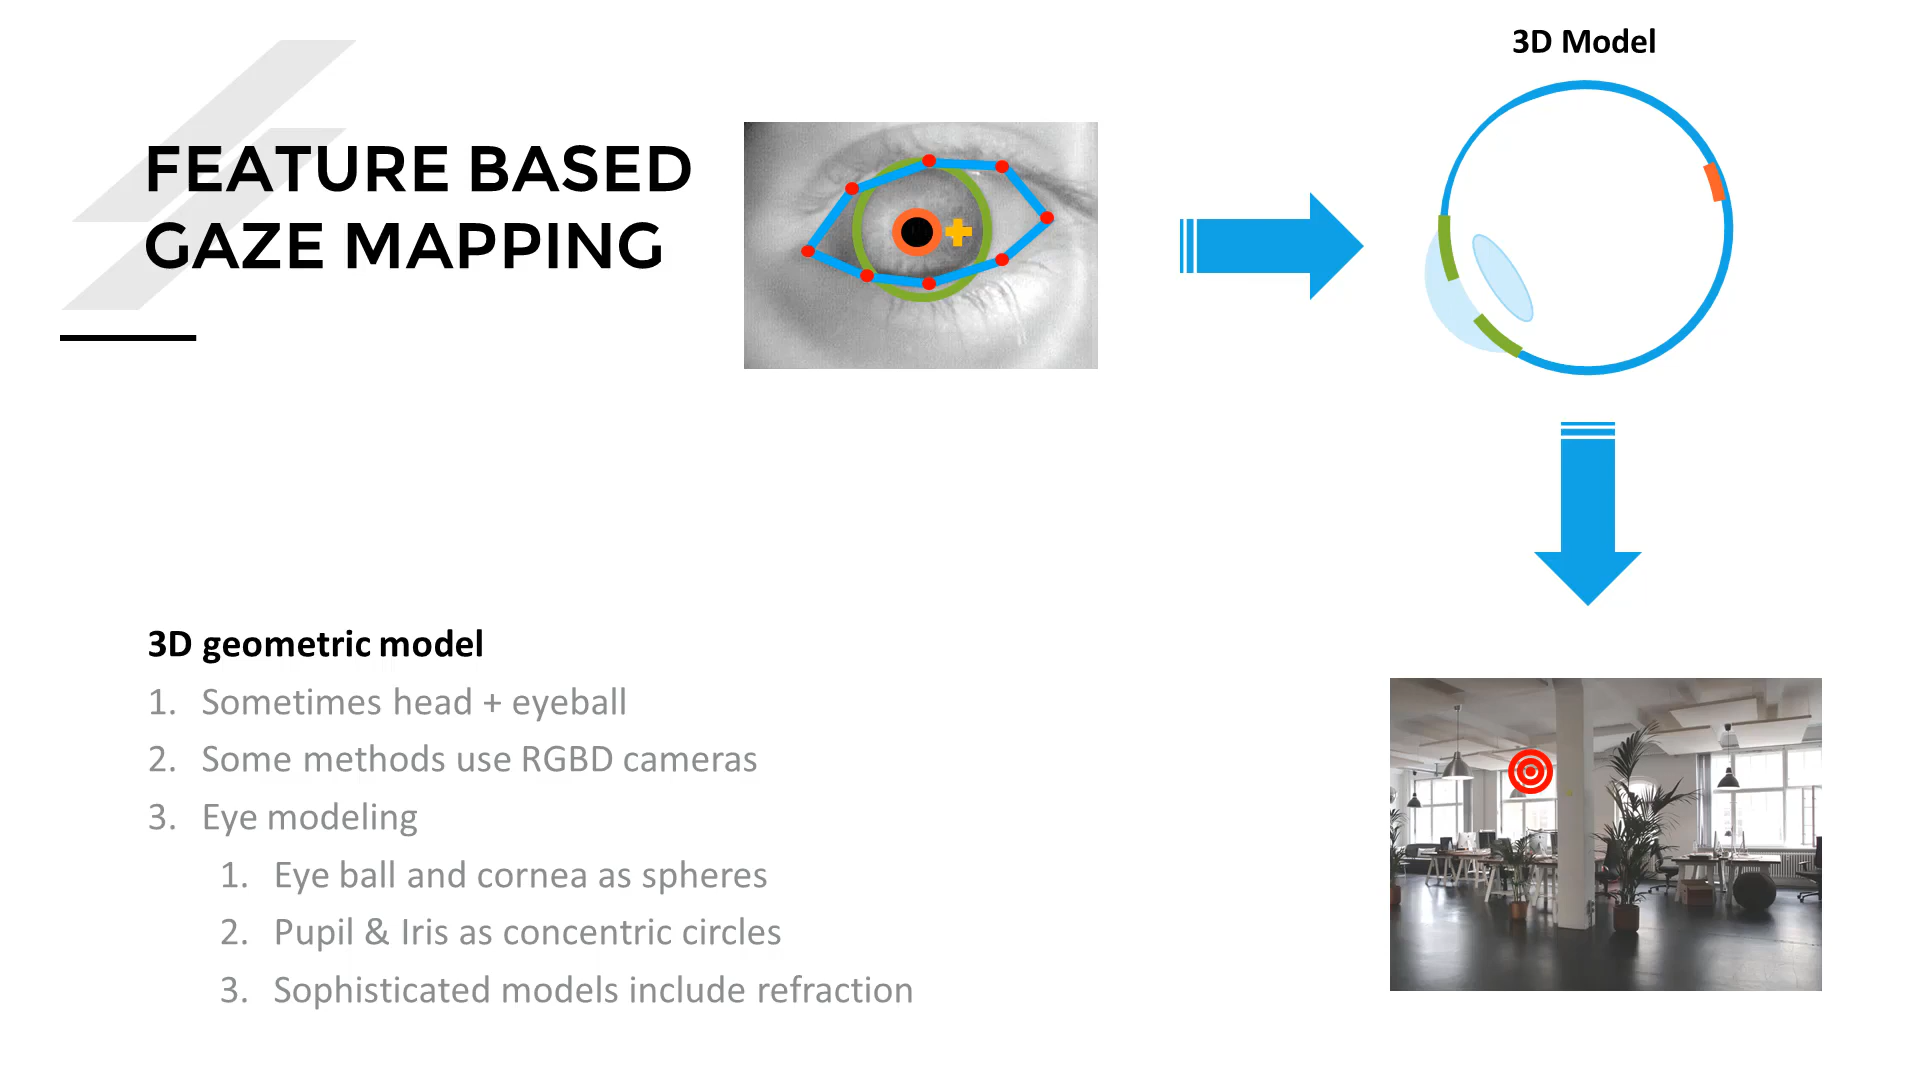 FEATURE BASED
GAZE MAPPING
3D Model
3D geometric model
1. Sometimes head + eyeball
2. Some methods use RGBD cameras
3. Eye modeling
1. Eye ball and cornea as spheres
2. Pupil & Iris as concentric circles
3. Sophisticated models include refraction